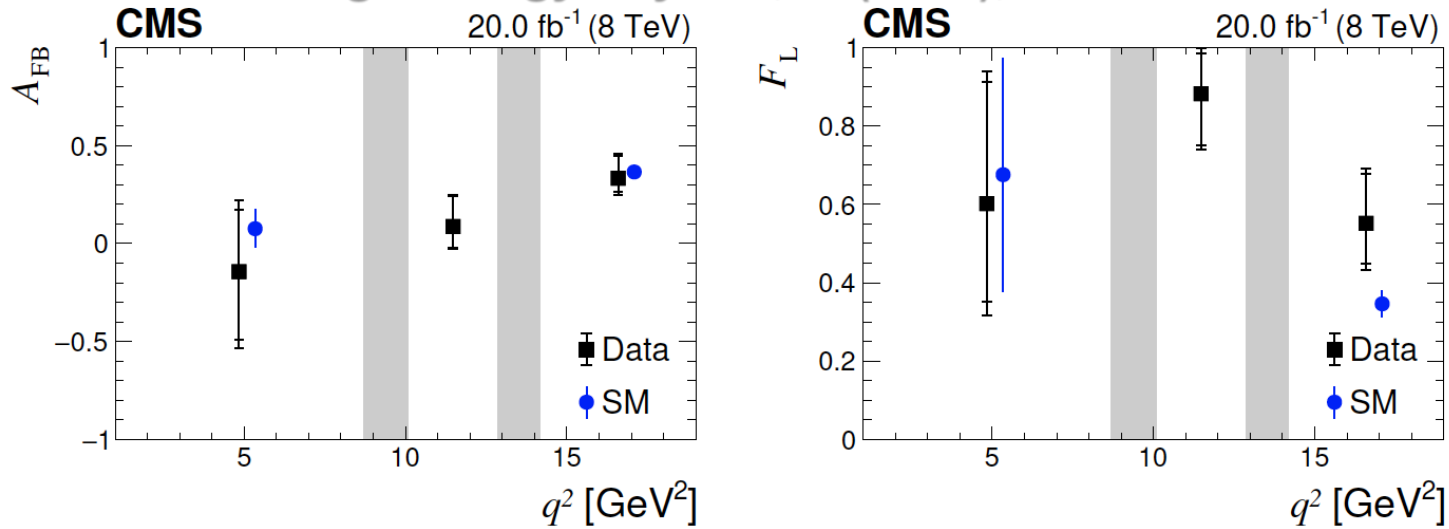 CMS 20.0 fb⁻¹ (8 TeV)
A_FB
1
0.5
0
−0.5
−1
Data
SM
5 10 15
q² [GeV²]
CMS 20.0 fb⁻¹ (8 TeV)
F_L
1
0.8
0.6
0.4
0.2
0
Data
SM
5 10 15
q² [GeV²]